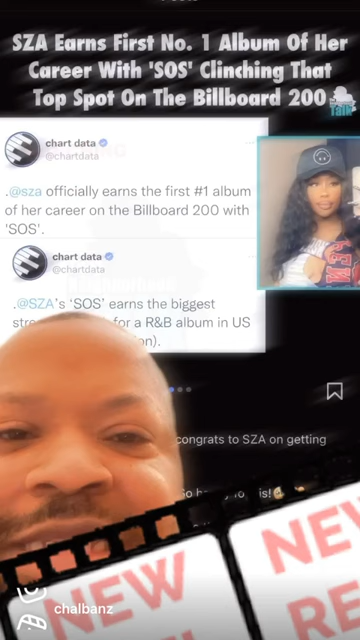 SZA Earns First No. 1 Album Of Her
Career With 'SOS' Clinching That
Top Spot On The Billboard 200
chart data
@chartdata
.@sza officially earns the first #1 album
of her career on the Billboard 200 with
'SOS'.
chart data
@chartdata
.@SZA's 'SOS' earns the biggest
for a R&B album in US
congrats to SZA on getting
NEW
NEW
RE
chalbanz